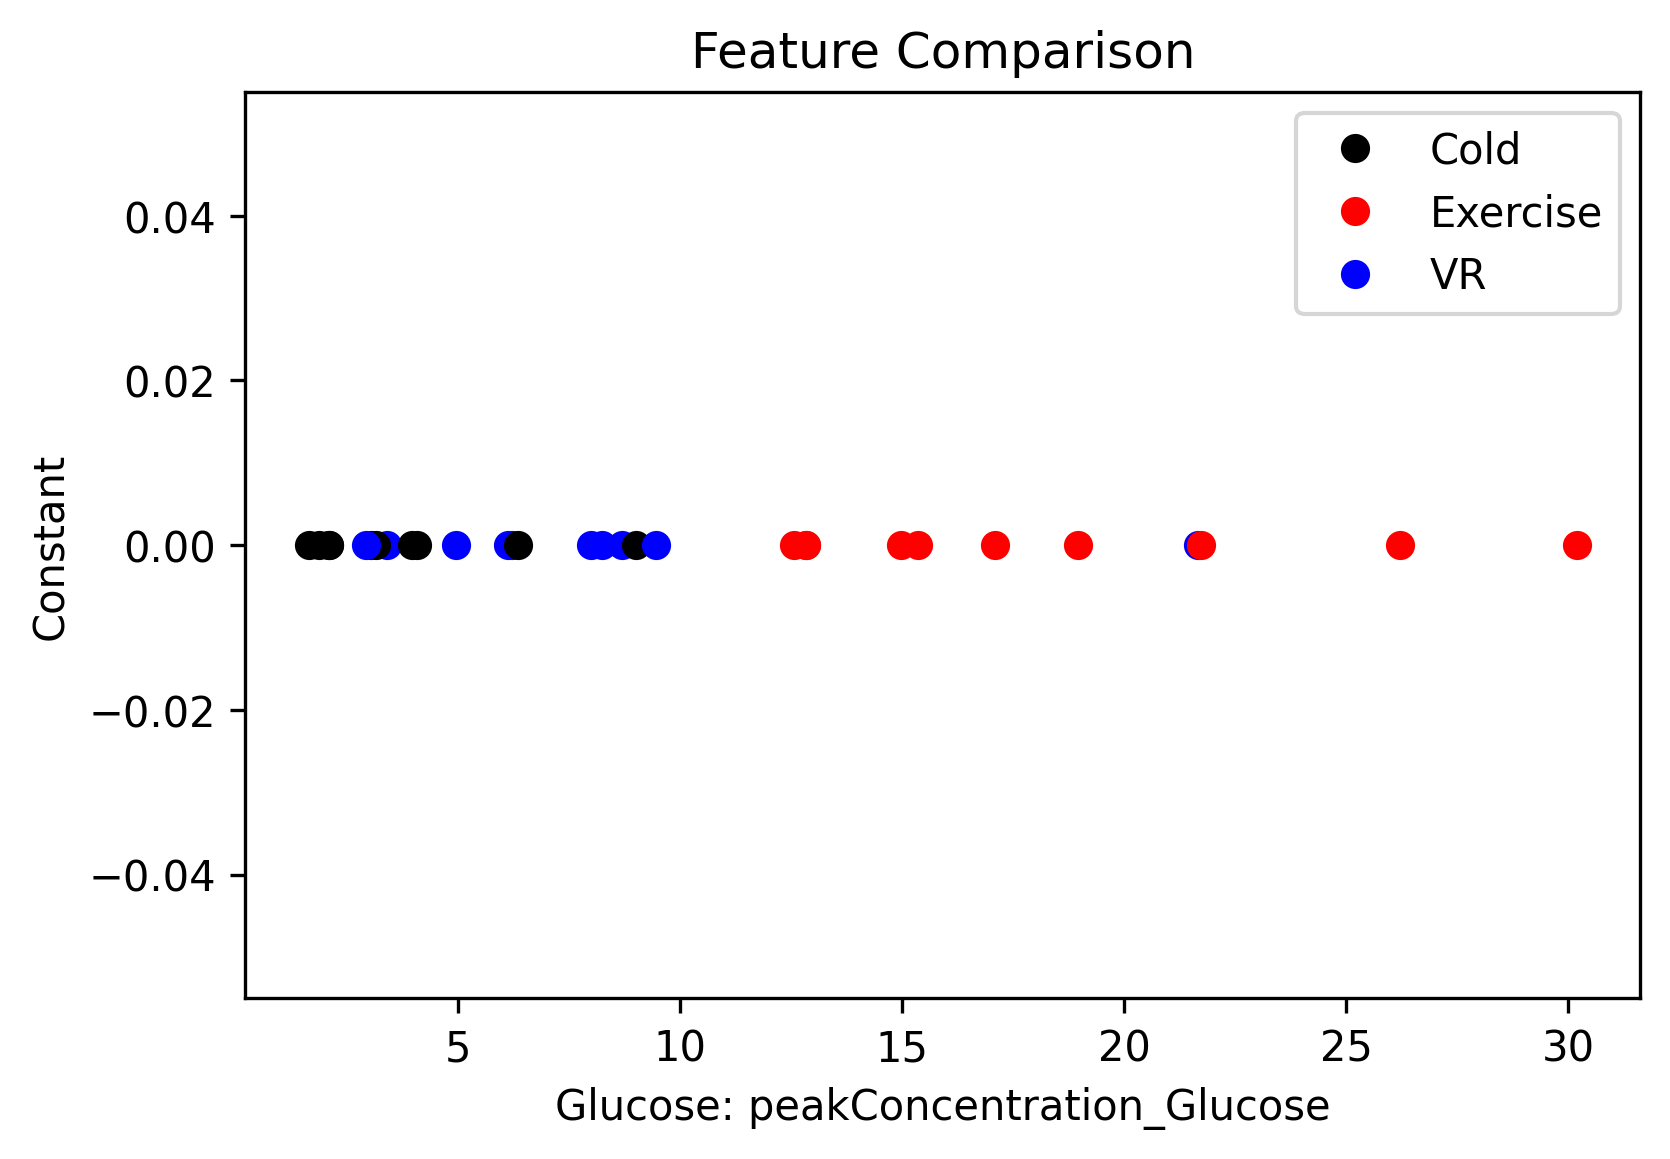 Feature Comparison
Cold
Exercise
VR
0.04
0.02
0.00
−0.02
−0.04
Constant
5
10
15
20
25
30
Glucose: peakConcentration_Glucose